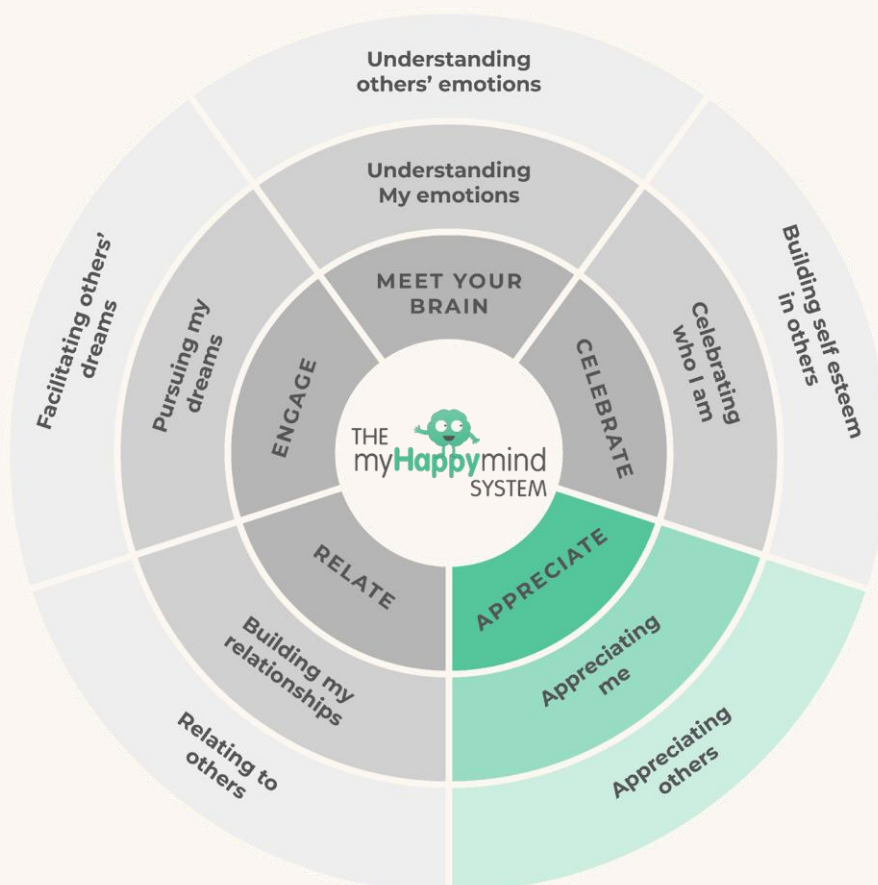 Understanding
others’ emotions
Understanding
My emotions
MEET YOUR
BRAIN
Building self esteem
in others
Celebrating
who I am
CELEBRATE
APPRECIATE
Appreciating
me
Appreciating
others
RELATE
Building my
relationships
Relating to
others
ENGAGE
Pursuing my
dreams
Facilitating others’
dreams
THE
myHappymind
SYSTEM